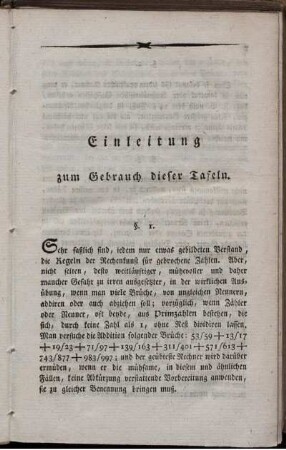 Einleitung
zum Gebrauch dieser Tafeln.
§. 1.
Sehr faßlich sind, jedem nur etwas gebildeten Verstand,
die Regeln der Rechenkunst für gebrochene Zahlen. Aber,
nicht selten, desto weitläufiger, mühevoller und daher
mancher Gefahr zu irren ausgesetzter, in der wirklichen Aus-
übung, wenn man viele Brüche, von ungleichen Nennern,
addiren oder auch abziehen soll; vorzüglich, wenn Zähler
oder Nenner, oft beyde, aus Primzahlen bestehen, die
sich, durch keine Zahl als 1, ohne Rest dividiren lassen.
Man versuche die Addition folgender Brüche: 53/59 + 13/17
+ 19/23 + 71/97 + 139/163 + 311/401 + 571/613 +
743/877 + 983/997; und der geübteste Rechner wird darüber
ermüden, wenn er die mühsame, in diesen und ähnlichen
Fällen, keine Abkürzung verstattende Vorbereitung anwenden,
sie zu gleicher Benennung bringen muß.